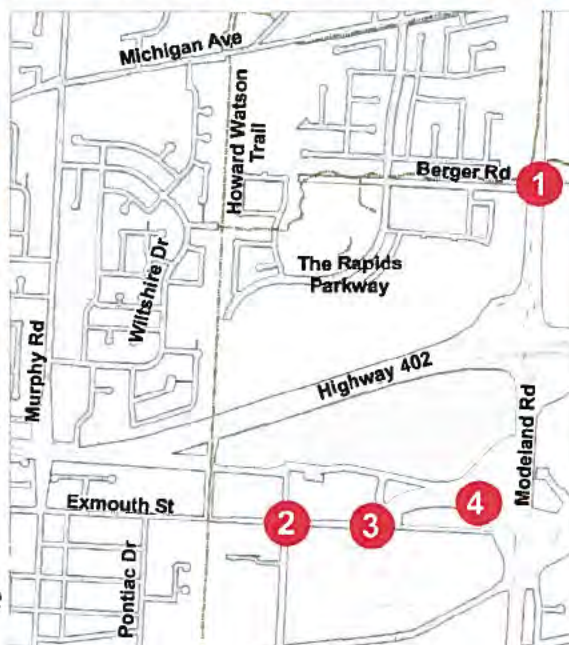 Michigan Ave
Howard Watson
Trail
Berger Rd
1
Wiltshire Dr
The Rapids
Parkway
Murphy Rd
Highway 402
Modeland Rd
Exmouth St
2
3
4
Pontiac Dr